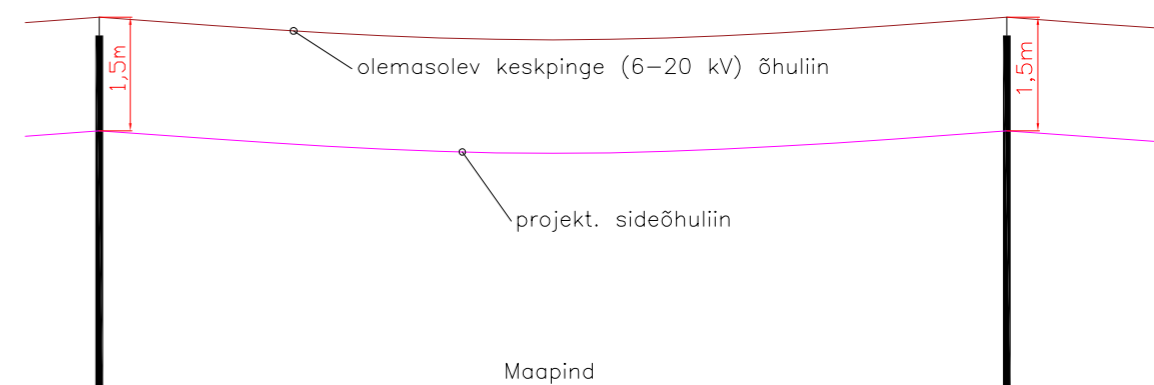 1,5m
1,5m
olemasolev keskpinge (6-20 kV) õhuliin
projekt. sideõhuliin
Maapind